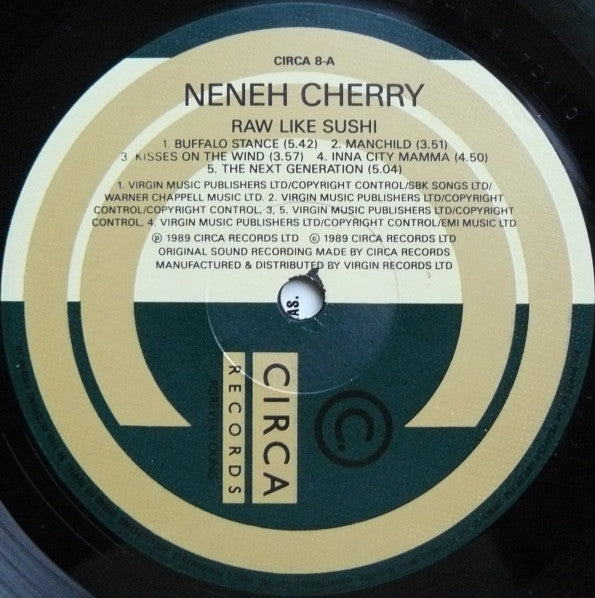 CIRCA 8-A
NENEH CHERRY
RAW LIKE SUSHI
1. BUFFALO STANCE (5.42) 2. MANCHILD (3.51)
3 KISSES ON THE WIND (3.57) 4. INNA CITY MAMMA (4.50)
5. THE NEXT GENERATION (5.04)
1. VIRGIN MUSIC PUBLISHERS LTD/COPYRIGHT CONTROL/SBK SONGS LTD/
WARNER CHAPPELL MUSIC LTD. 2. VIRGIN MUSIC PUBLISHERS LTD/COPYRIGHT
CONTROL/COPYRIGHT CONTROL, 3, 5. VIRGIN MUSIC PUBLISHERS LTD/COPYRIGHT
CONTROL, 4. VIRGIN MUSIC PUBLISHERS LTD/COPYRIGHT CONTROL/EMI MUSIC LTD
℗ 1989 CIRCA RECORDS LTD © 1989 CIRCA RECORDS LTD
ORIGINAL SOUND RECORDING MADE BY CIRCA RECORDS
MANUFACTURED & DISTRIBUTED BY VIRGIN RECORDS LTD
AS.
C.
CIRCA
RECORDS